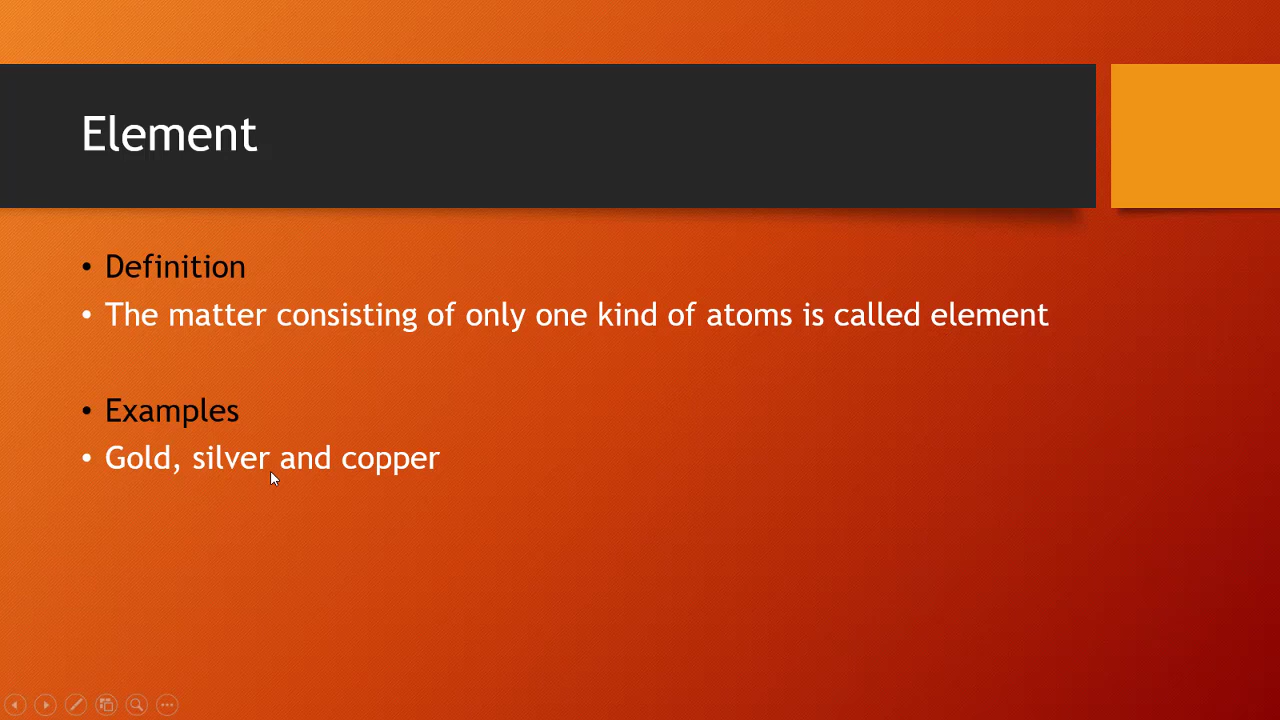 Element
• Definition
• The matter consisting of only one kind of atoms is called element
• Examples
• Gold, silver and copper